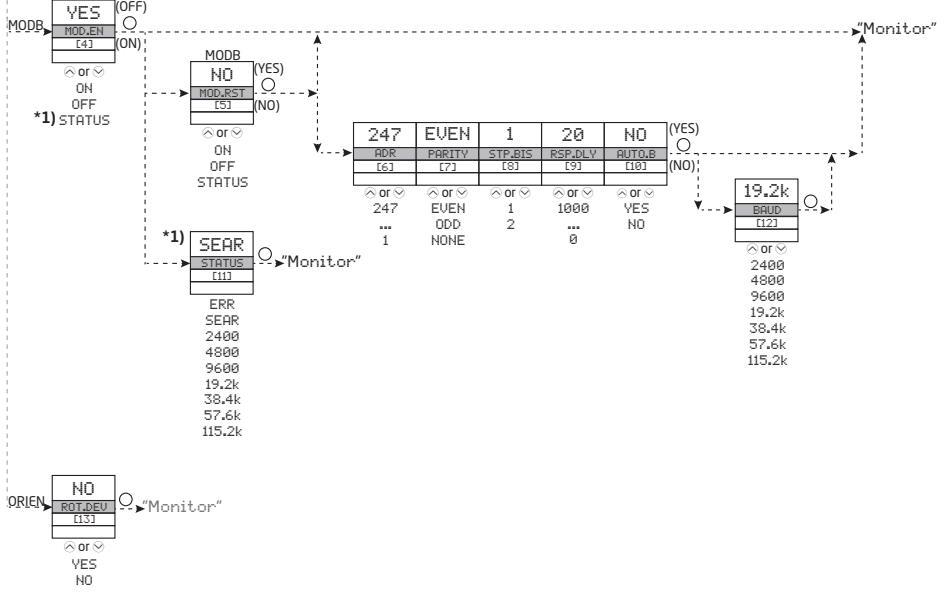 MODB
YES
MOD.EN
[4]
(OFF)
(ON)
or
ON
OFF
*1) STATUS
"Monitor"
MODB
NO
MOD.RST
[5]
(YES)
(NO)
or
ON
OFF
STATUS
247 EVEN 1 20 NO
ADR PARITY STP.BIS RSP.DLY AUTO.B
[6] [7] [8] [9] [10]
(YES)
(NO)
or or or or or
247 EVEN 1 1000 YES
... ODD 2 ... NO
1 NONE 0
19.2k
BAUD
[12]
or
2400
4800
9600
19.2k
38.4k
57.6k
115.2k
*1)
SEAR
STATUS
[11]
"Monitor"
ERR
SEAR
2400
4800
9600
19.2k
38.4k
57.6k
115.2k
ORIEN
NO
ROT.DEV
[13]
"Monitor"
or
YES
NO